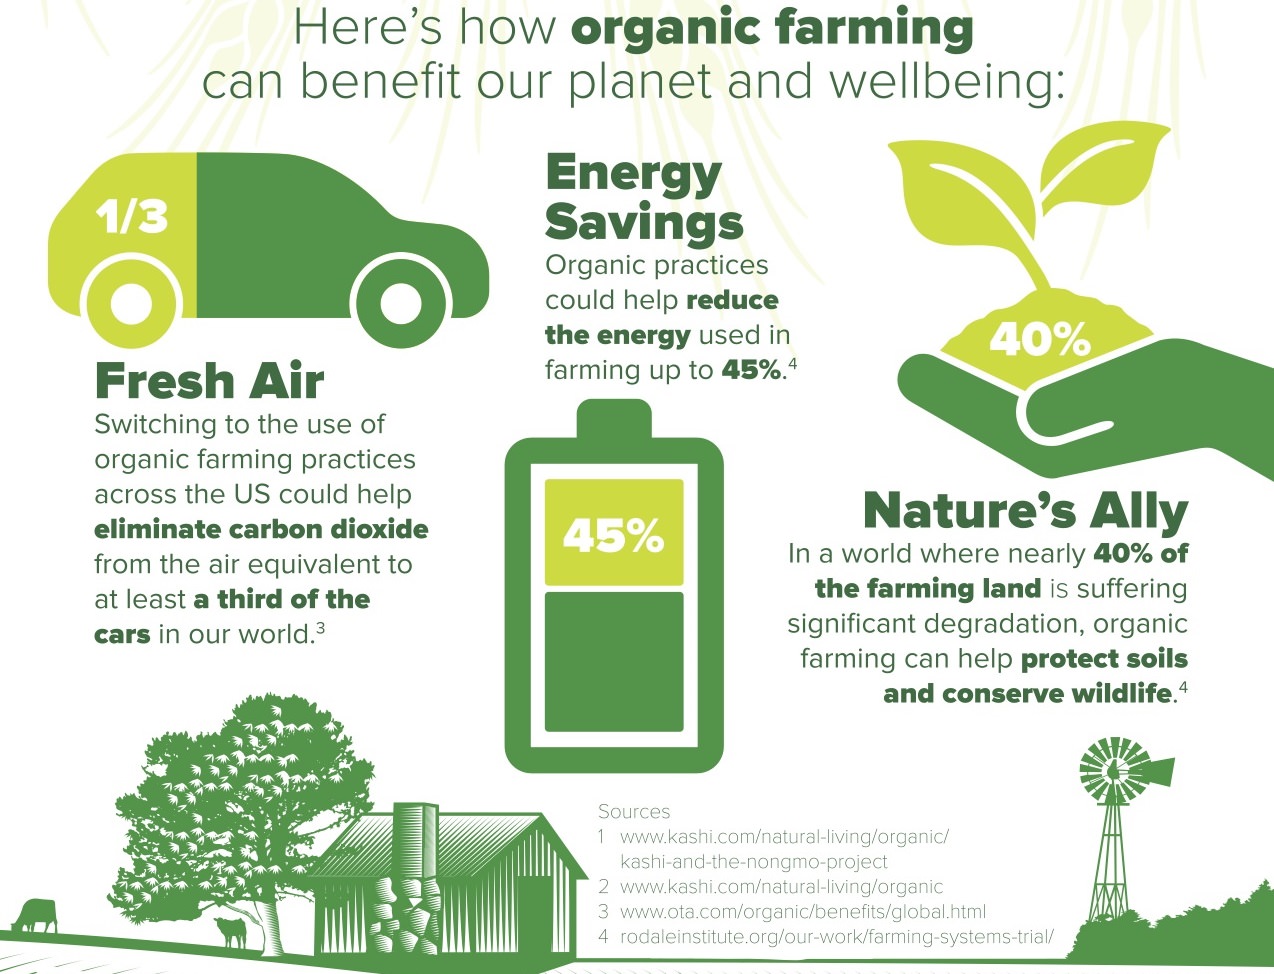 Here's how organic farming
can benefit our planet and wellbeing:
1/3
Fresh Air
Switching to the use of
organic farming practices
across the US could help
eliminate carbon dioxide
from the air equivalent to
at least a third of the
cars in our world.3
Energy
Savings
Organic practices
could help reduce
the energy used in
farming up to 45%.4
45%
40%
Nature's Ally
In a world where nearly 40% of
the farming land is suffering
significant degradation, organic
farming can help protect soils
and conserve wildlife.4
Sources
1 www.kashi.com/natural-living/organic/
kashi-and-the-nongmo-project
2 www.kashi.com/natural-living/organic
3 www.ota.com/organic/benefits/global.html
4 rodaleinstitute.org/our-work/farming-systems-trial/